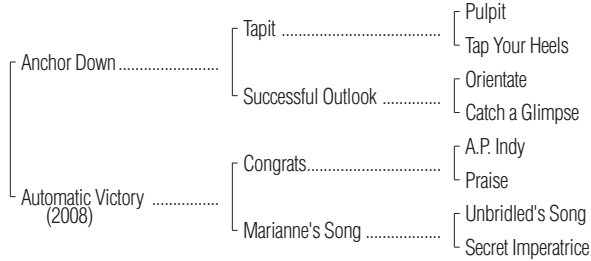 Pulpit
Tapit ........................................
Tap Your Heels
Anchor Down .........................
Orientate
Successful Outlook ..............
Catch a Glimpse
A.P. Indy
Congrats................................
Praise
Automatic Victory ................
(2008)
Unbridled's Song
Marianne's Song ..................
Secret Imperatrice